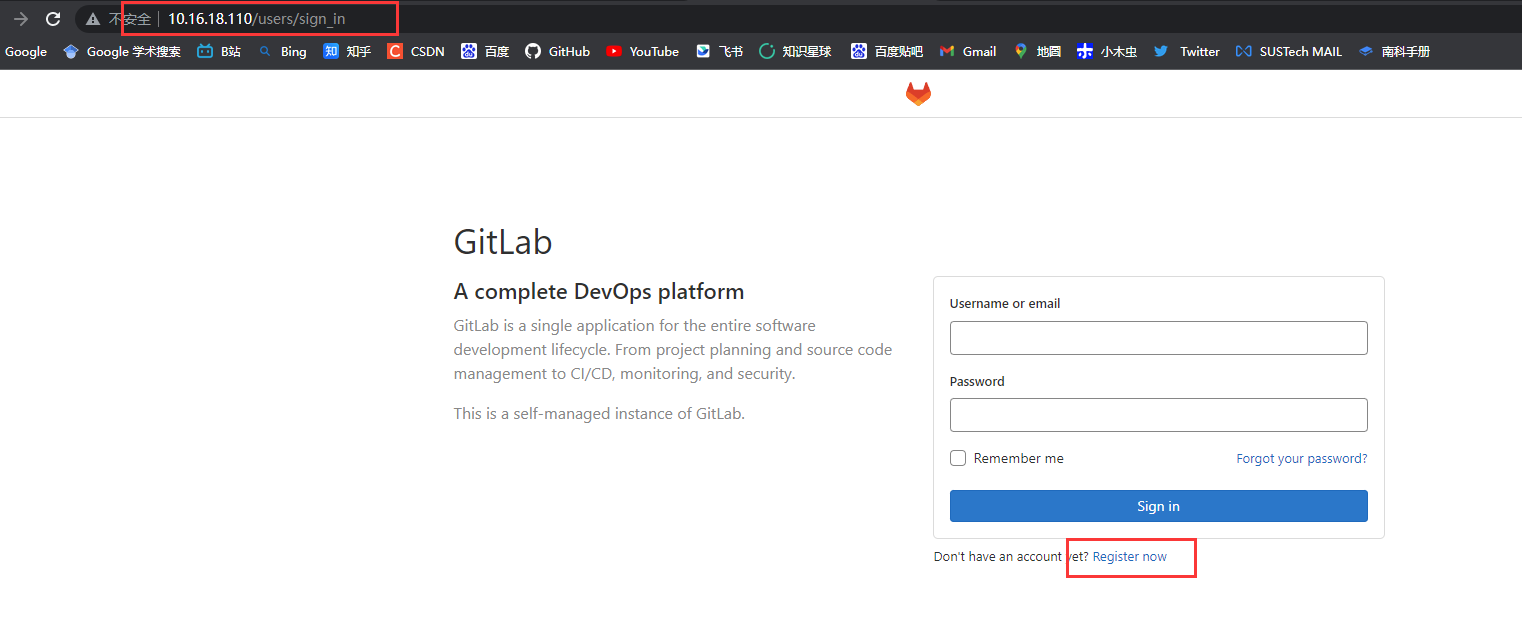 不安全 10.16.18.110/users/sign_in
Google Google 学术搜索 B站 Bing 知 知乎 C CSDN 百度 GitHub YouTube 飞书 知识星球 百度贴吧 Gmail 地图 小木虫 Twitter SUSTech MAIL 南科手册
GitLab
A complete DevOps platform
GitLab is a single application for the entire software
development lifecycle. From project planning and source code
management to CI/CD, monitoring, and security.
This is a self-managed instance of GitLab.
Username or email
Password
Remember me Forgot your password?
Sign in
Don't have an account yet? Register now